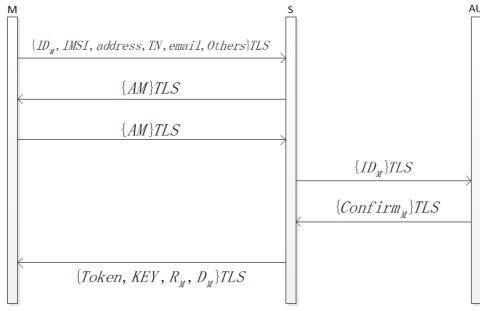 M S AU
{ID_M, IMSI, address, TN, email, Others}TLS
{AM}TLS
{AM}TLS
{ID_M}TLS
{Confirm_M}TLS
{Token, KEY, R_M, D_M}TLS